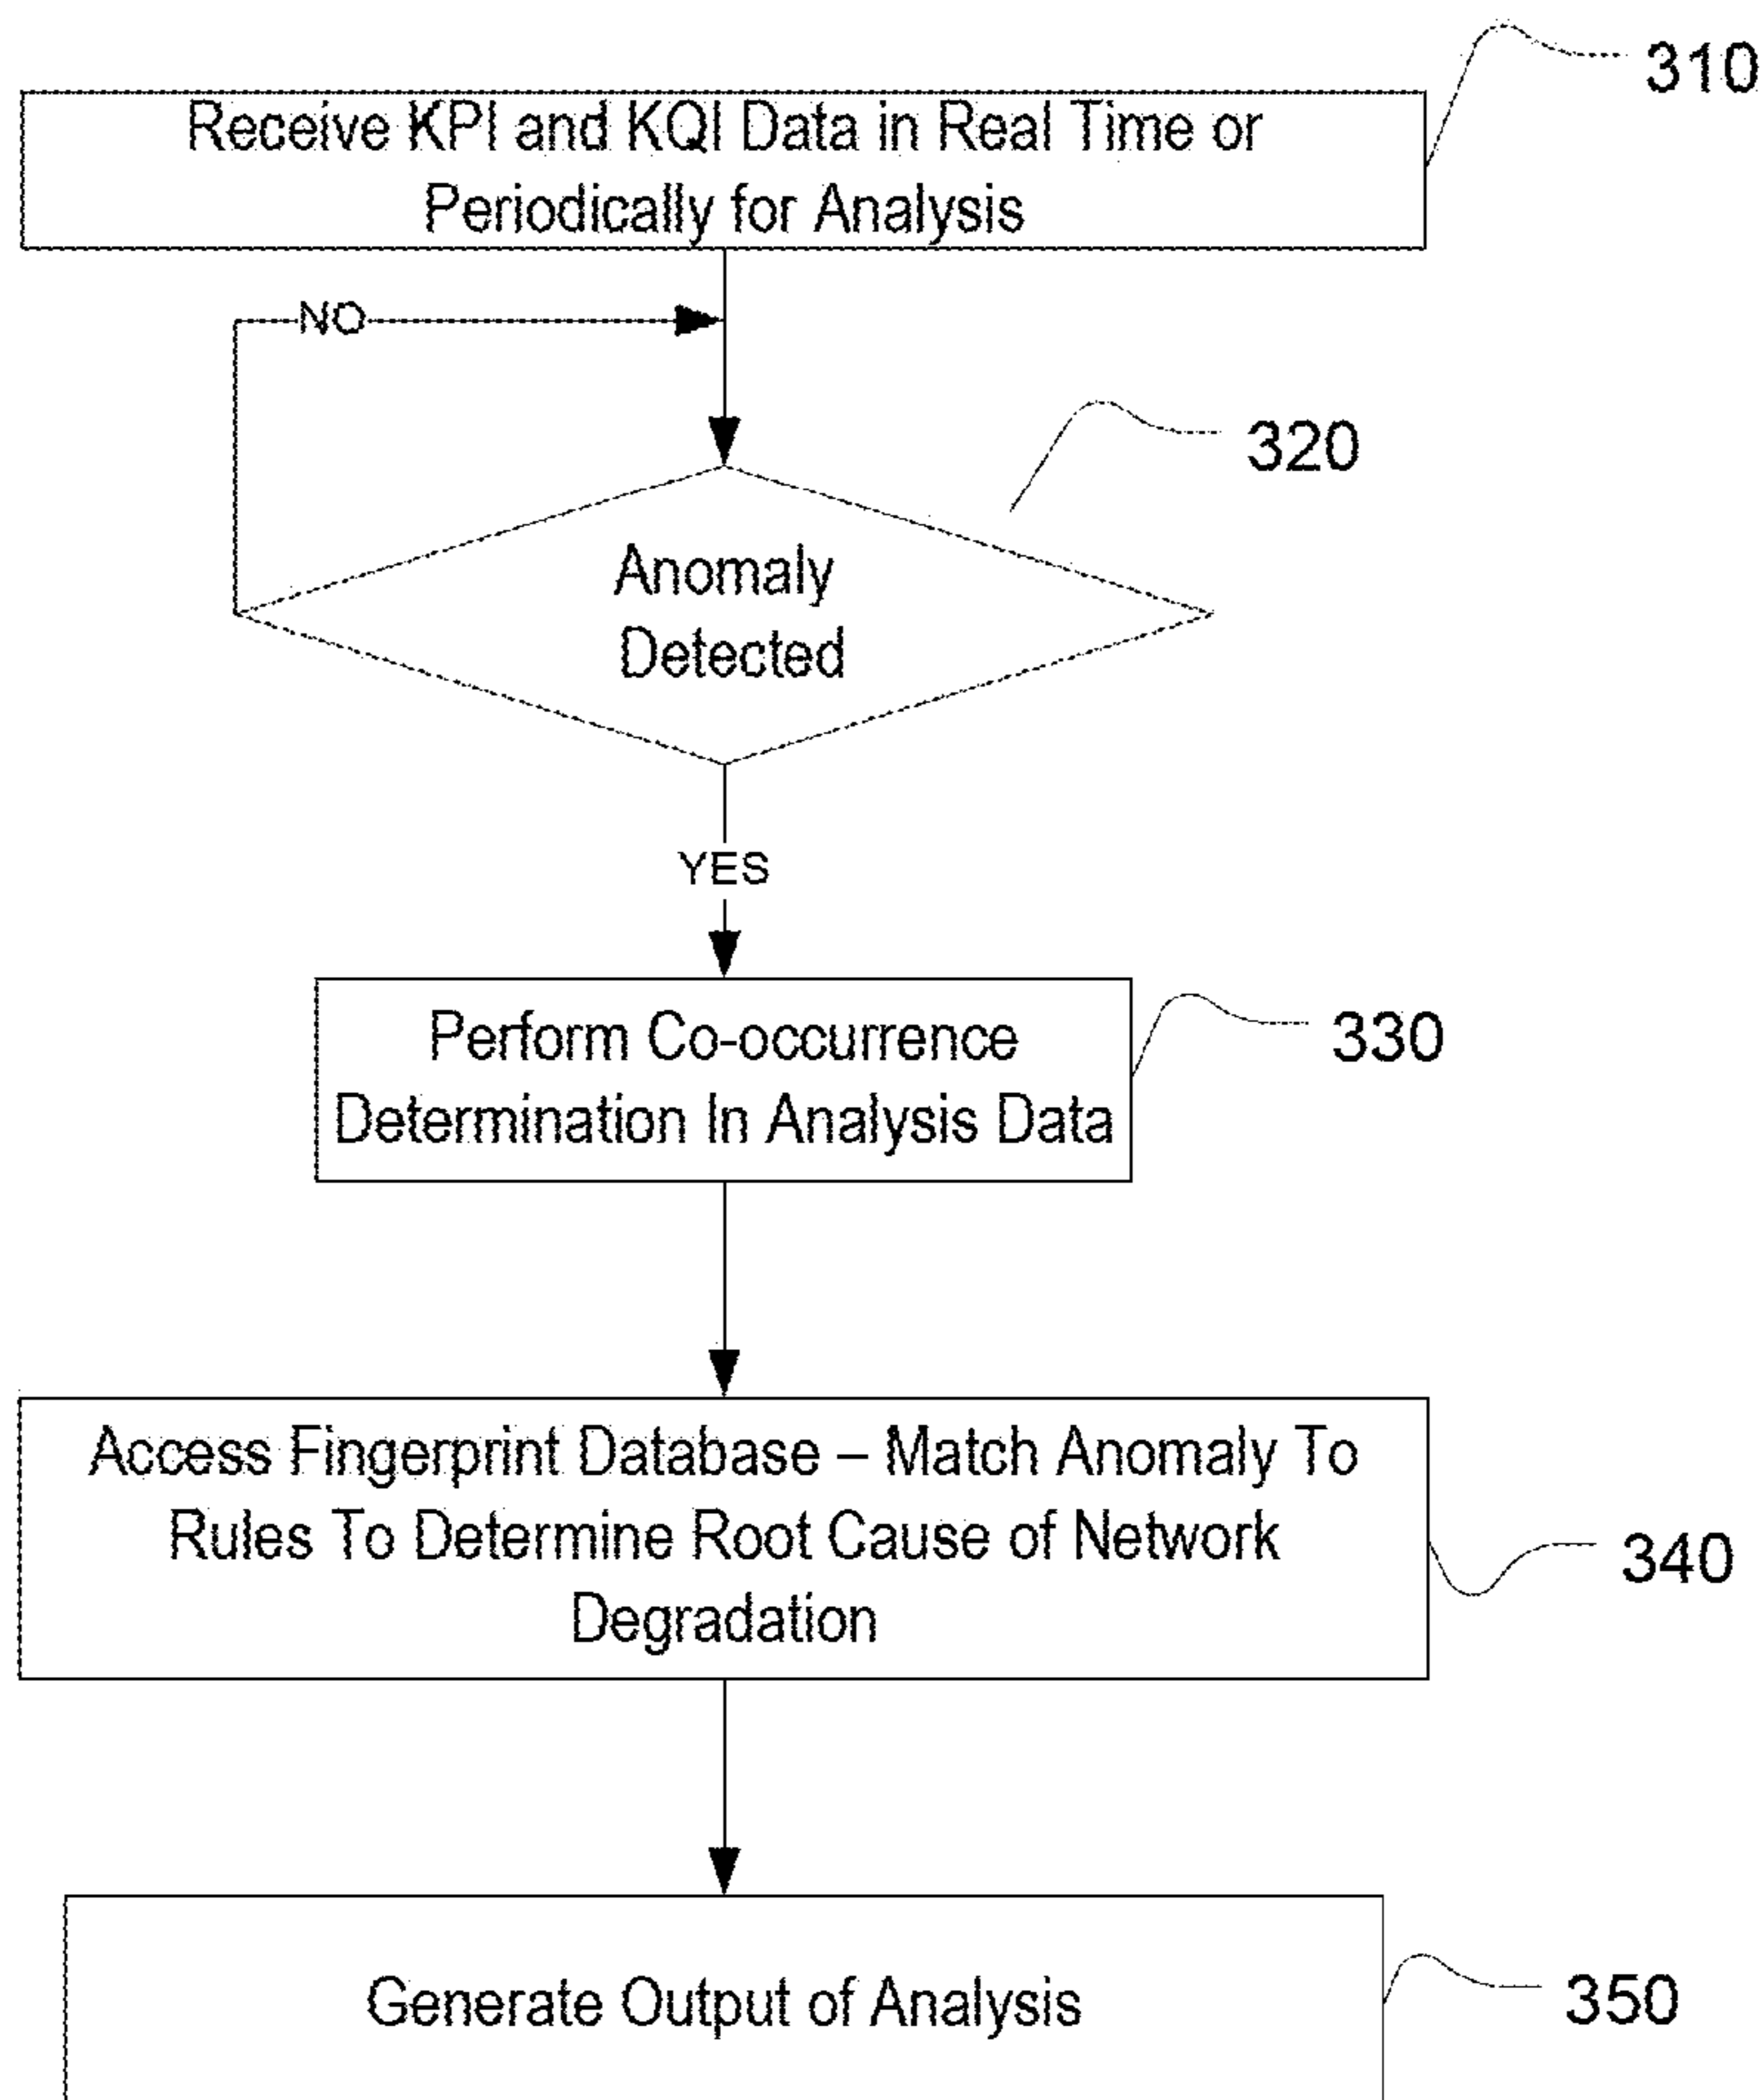 310
Receive KPI and KQI Data in Real Time or
Periodically for Analysis
NO
320
Anomaly
Detected
YES
Perform Co-occurrence
Determination In Analysis Data
330
Access Fingerprint Database – Match Anomaly To
Rules To Determine Root Cause of Network
Degradation
340
Generate Output of Analysis
350